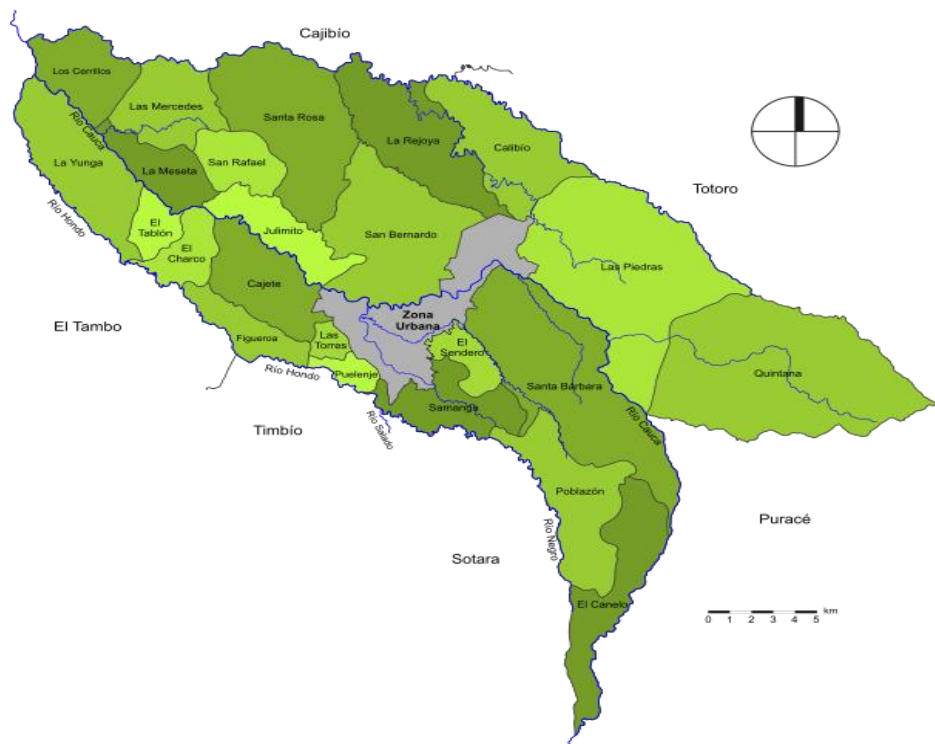 Cajibío
Los Cerrillos
Las Mercedes
Santa Rosa
La Rejoya
Calibío
Río Cauca
La Yunga
La Meseta
San Rafael
Totoro
Río Hondo
El
Tablón
El
Charco
Julimito
San Bernardo
Las Piedras
Cajete
El Tambo
Zona
Urbana
Figueroa
Las
Torres
El
Sendero
Río Hondo
Puelenje
Santa Bárbara
Quintana
Samanga
Río Salado
Río Cauca
Timbío
Poblazón
Puracé
Río Negro
Sotara
El Canelo
km
0 1 2 3 4 5